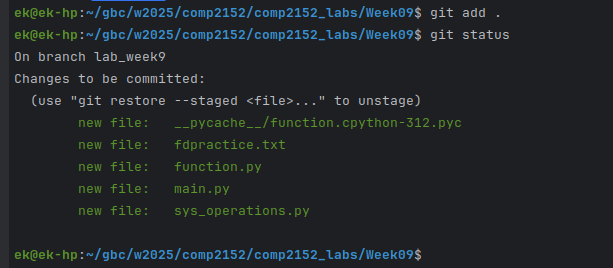 ek@ek-hp:~/gbc/w2025/comp2152/comp2152_labs/Week09$ git add .
ek@ek-hp:~/gbc/w2025/comp2152/comp2152_labs/Week09$ git status
On branch lab_week9
Changes to be committed:
  (use "git restore --staged <file>..." to unstage)
        new file:   __pycache__/function.cpython-312.pyc
        new file:   fdpractice.txt
        new file:   function.py
        new file:   main.py
        new file:   sys_operations.py
ek@ek-hp:~/gbc/w2025/comp2152/comp2152_labs/Week09$